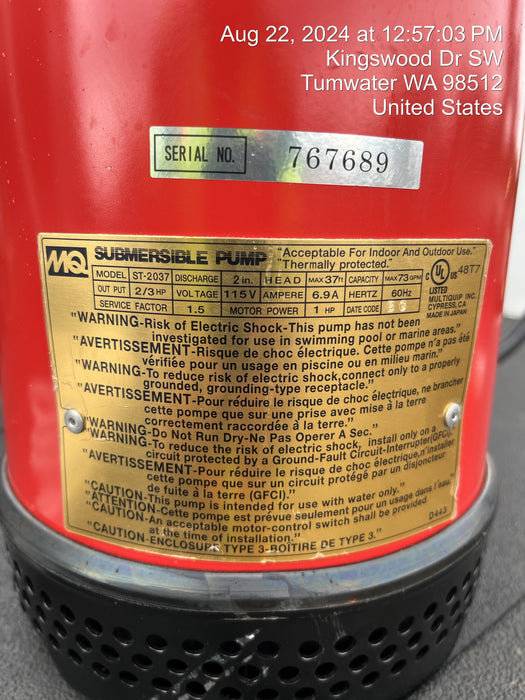 Aug 22, 2024 at 12:57:03 PM
Kingswood Dr SW
Tumwater WA 98512
United States
SERIAL NO. 767689
MQ SUBMERSIBLE PUMP "Acceptable For Indoor And Outdoor Use."
"Thermally protected."
MODEL ST-2037 DISCHARGE 2 in. HEAD MAX 37ft CAPACITY MAX 73GPM
OUT PUT 2/3 HP VOLTAGE 115V AMPERE 6.9A HERTZ 60Hz
SERVICE FACTOR 1.5 MOTOR POWER 1 HP DATE CODE
C UL US 48T7
LISTED
MULTIQUIP INC.
CYPRESS,CA
MADE IN JAPAN
"WARNING-Risk of Electric Shock-This pump has not been
investigated for use in swimming pool or marine areas."
"AVERTISSEMENT-Risque de choc électrique. Cette pompe n'a pas été
vérifiée pour un usage en piscine ou en milieu marin."
"WARNING-To reduce risk of electric shock,connect only to a properly
grounded, grounding-type receptacle."
"AVERTISSEMENT-Pour réduire le risque de choc électrique, ne brancher
cette pompe que sur une prise avec mise à la terre
correctement raccordée à la terre."
"WARNING-Do Not Run Dry-Ne Pas Operer A Sec."
"WARNING-To reduce the risk of electric shock, install only on a
circuit protected by a Ground-Fault Circuit-Interrupter(GFCI)."
"AVERTISSEMENT-Pour réduire le risque de choc électrique,n'installer
cette pompe que sur un circuit protégé par un disjoncteur
de fuite à la terre (GFCI)."
"CAUTION-This pump is intended for use with water only."
"ATTENTION-Cette pompe est prévue seulement pour un usage dans l'eau."
"CAUTION-An acceptable motor-control switch shall be provided
at the time of installation."
"CAUTION-ENCLOSURE TYPE 3-BOÎTIRE DE TYPE 3."
D443